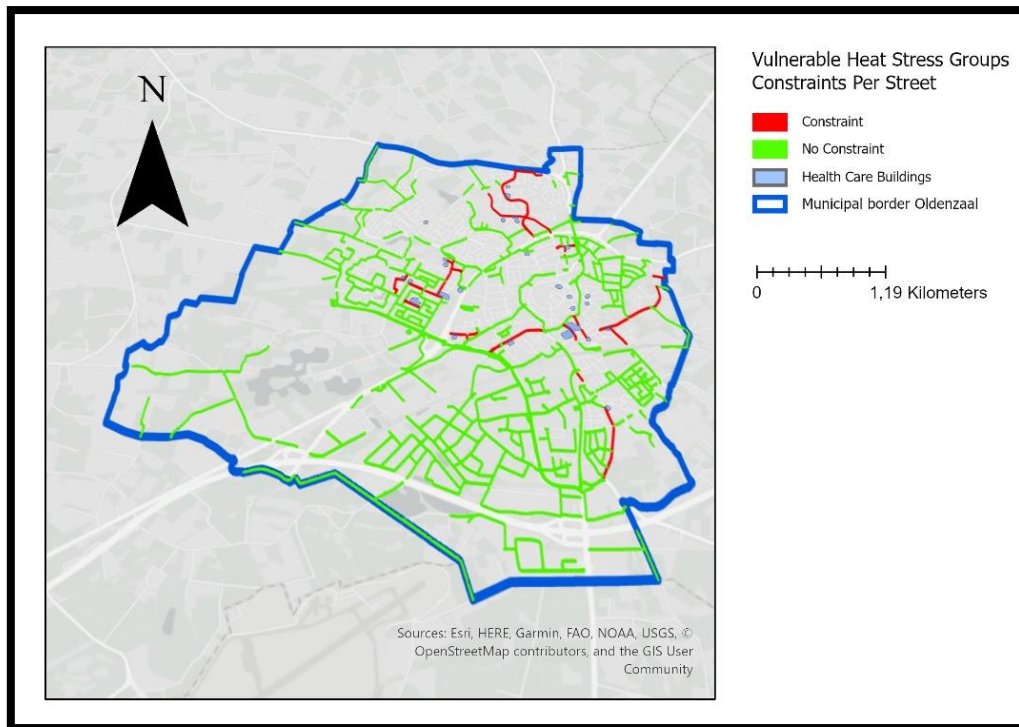 N
Vulnerable Heat Stress Groups
Constraints Per Street
Constraint
No Constraint
Health Care Buildings
Municipal border Oldenzaal
0
1,19 Kilometers
Sources: Esri, HERE, Garmin, FAO, NOAA, USGS, ©
OpenStreetMap contributors, and the GIS User
Community